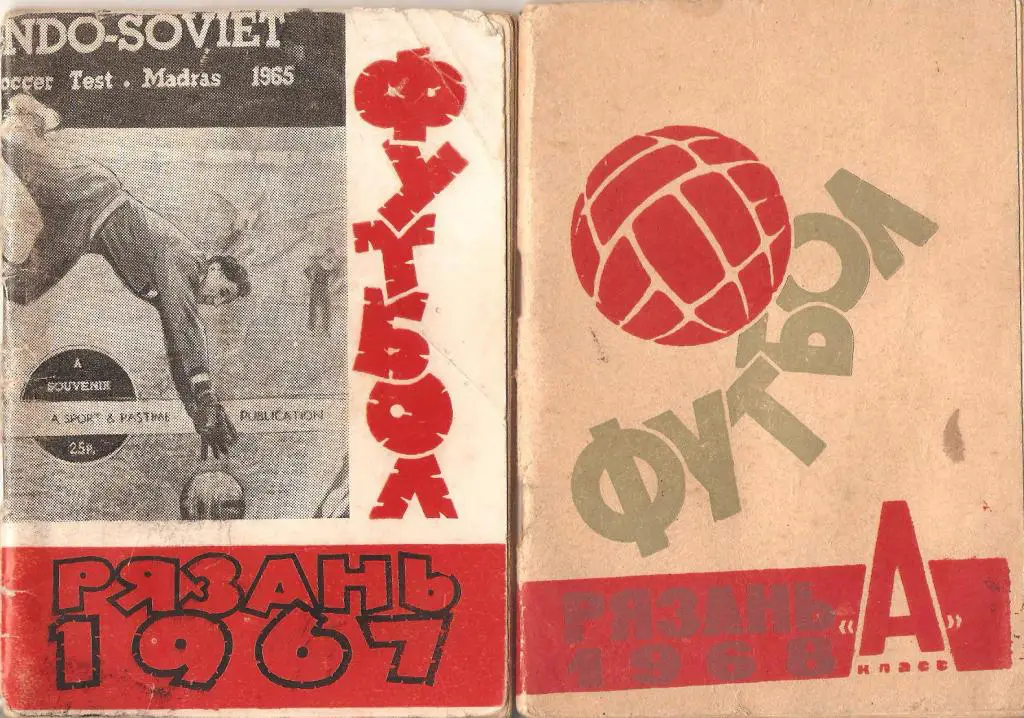 NDO-SOVIET
occer Test . Madras 1965
ФУТБОЛ
A
SOUVENIR
A SPORT & PASTIME PUBLICATION
25P.
РЯЗАНЬ
1967
ФУТБОЛ
РЯЗАНЬ
1968
«А»
класс